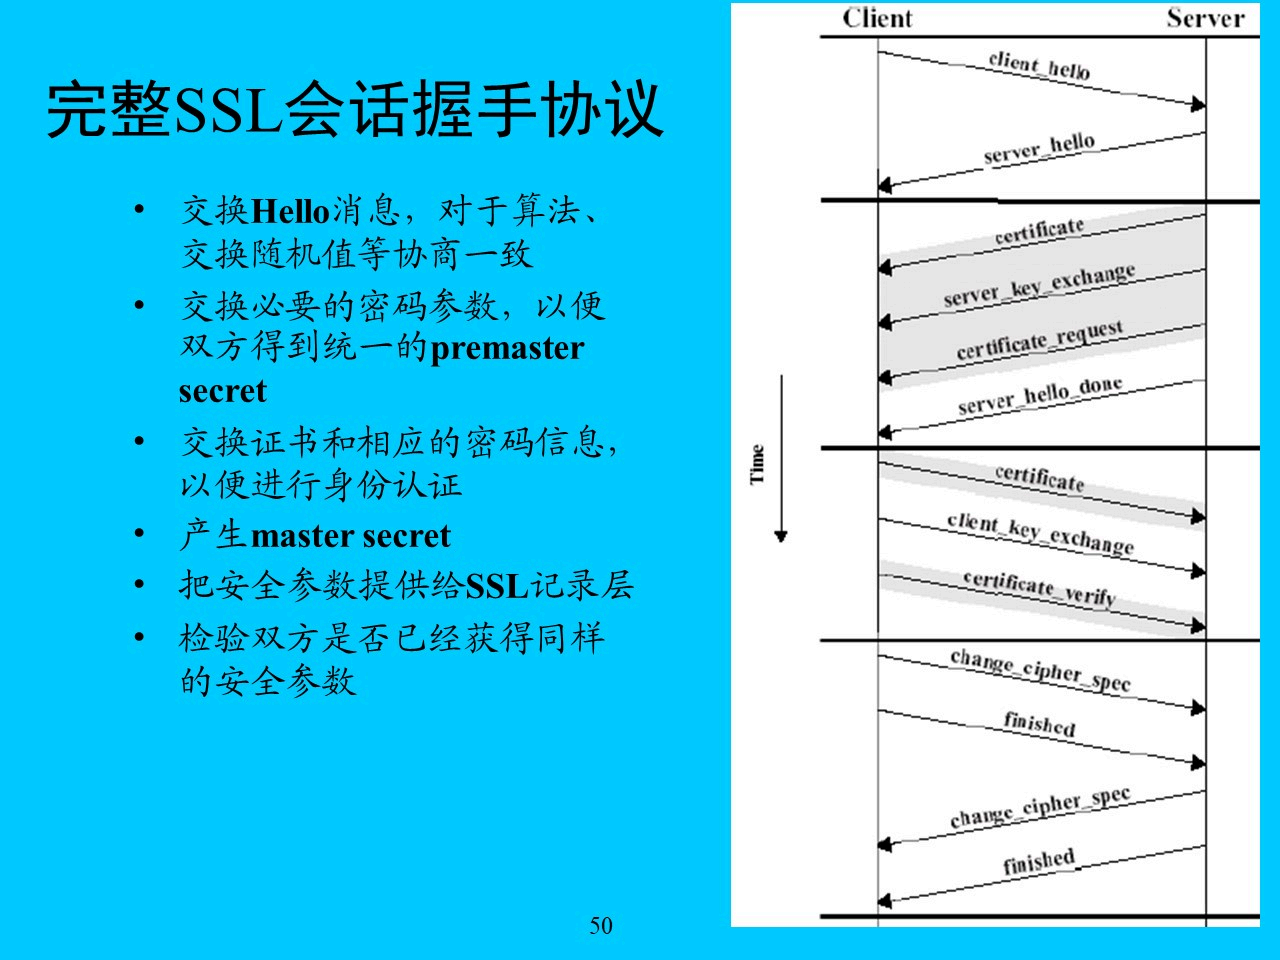 完整SSL会话握手协议
• 交换Hello消息，对于算法、
交换随机值等协商一致
• 交换必要的密码参数，以便
双方得到统一的premaster
secret
• 交换证书和相应的密码信息，
以便进行身份认证
• 产生master secret
• 把安全参数提供给SSL记录层
• 检验双方是否已经获得同样
的安全参数
50
Client Server
client_hello
server_hello
certificate
server_key_exchange
certificate_request
server_hello_done
Time
certificate
client_key_exchange
certificate_verify
change_cipher_spec
finished
change_cipher_spec
finished